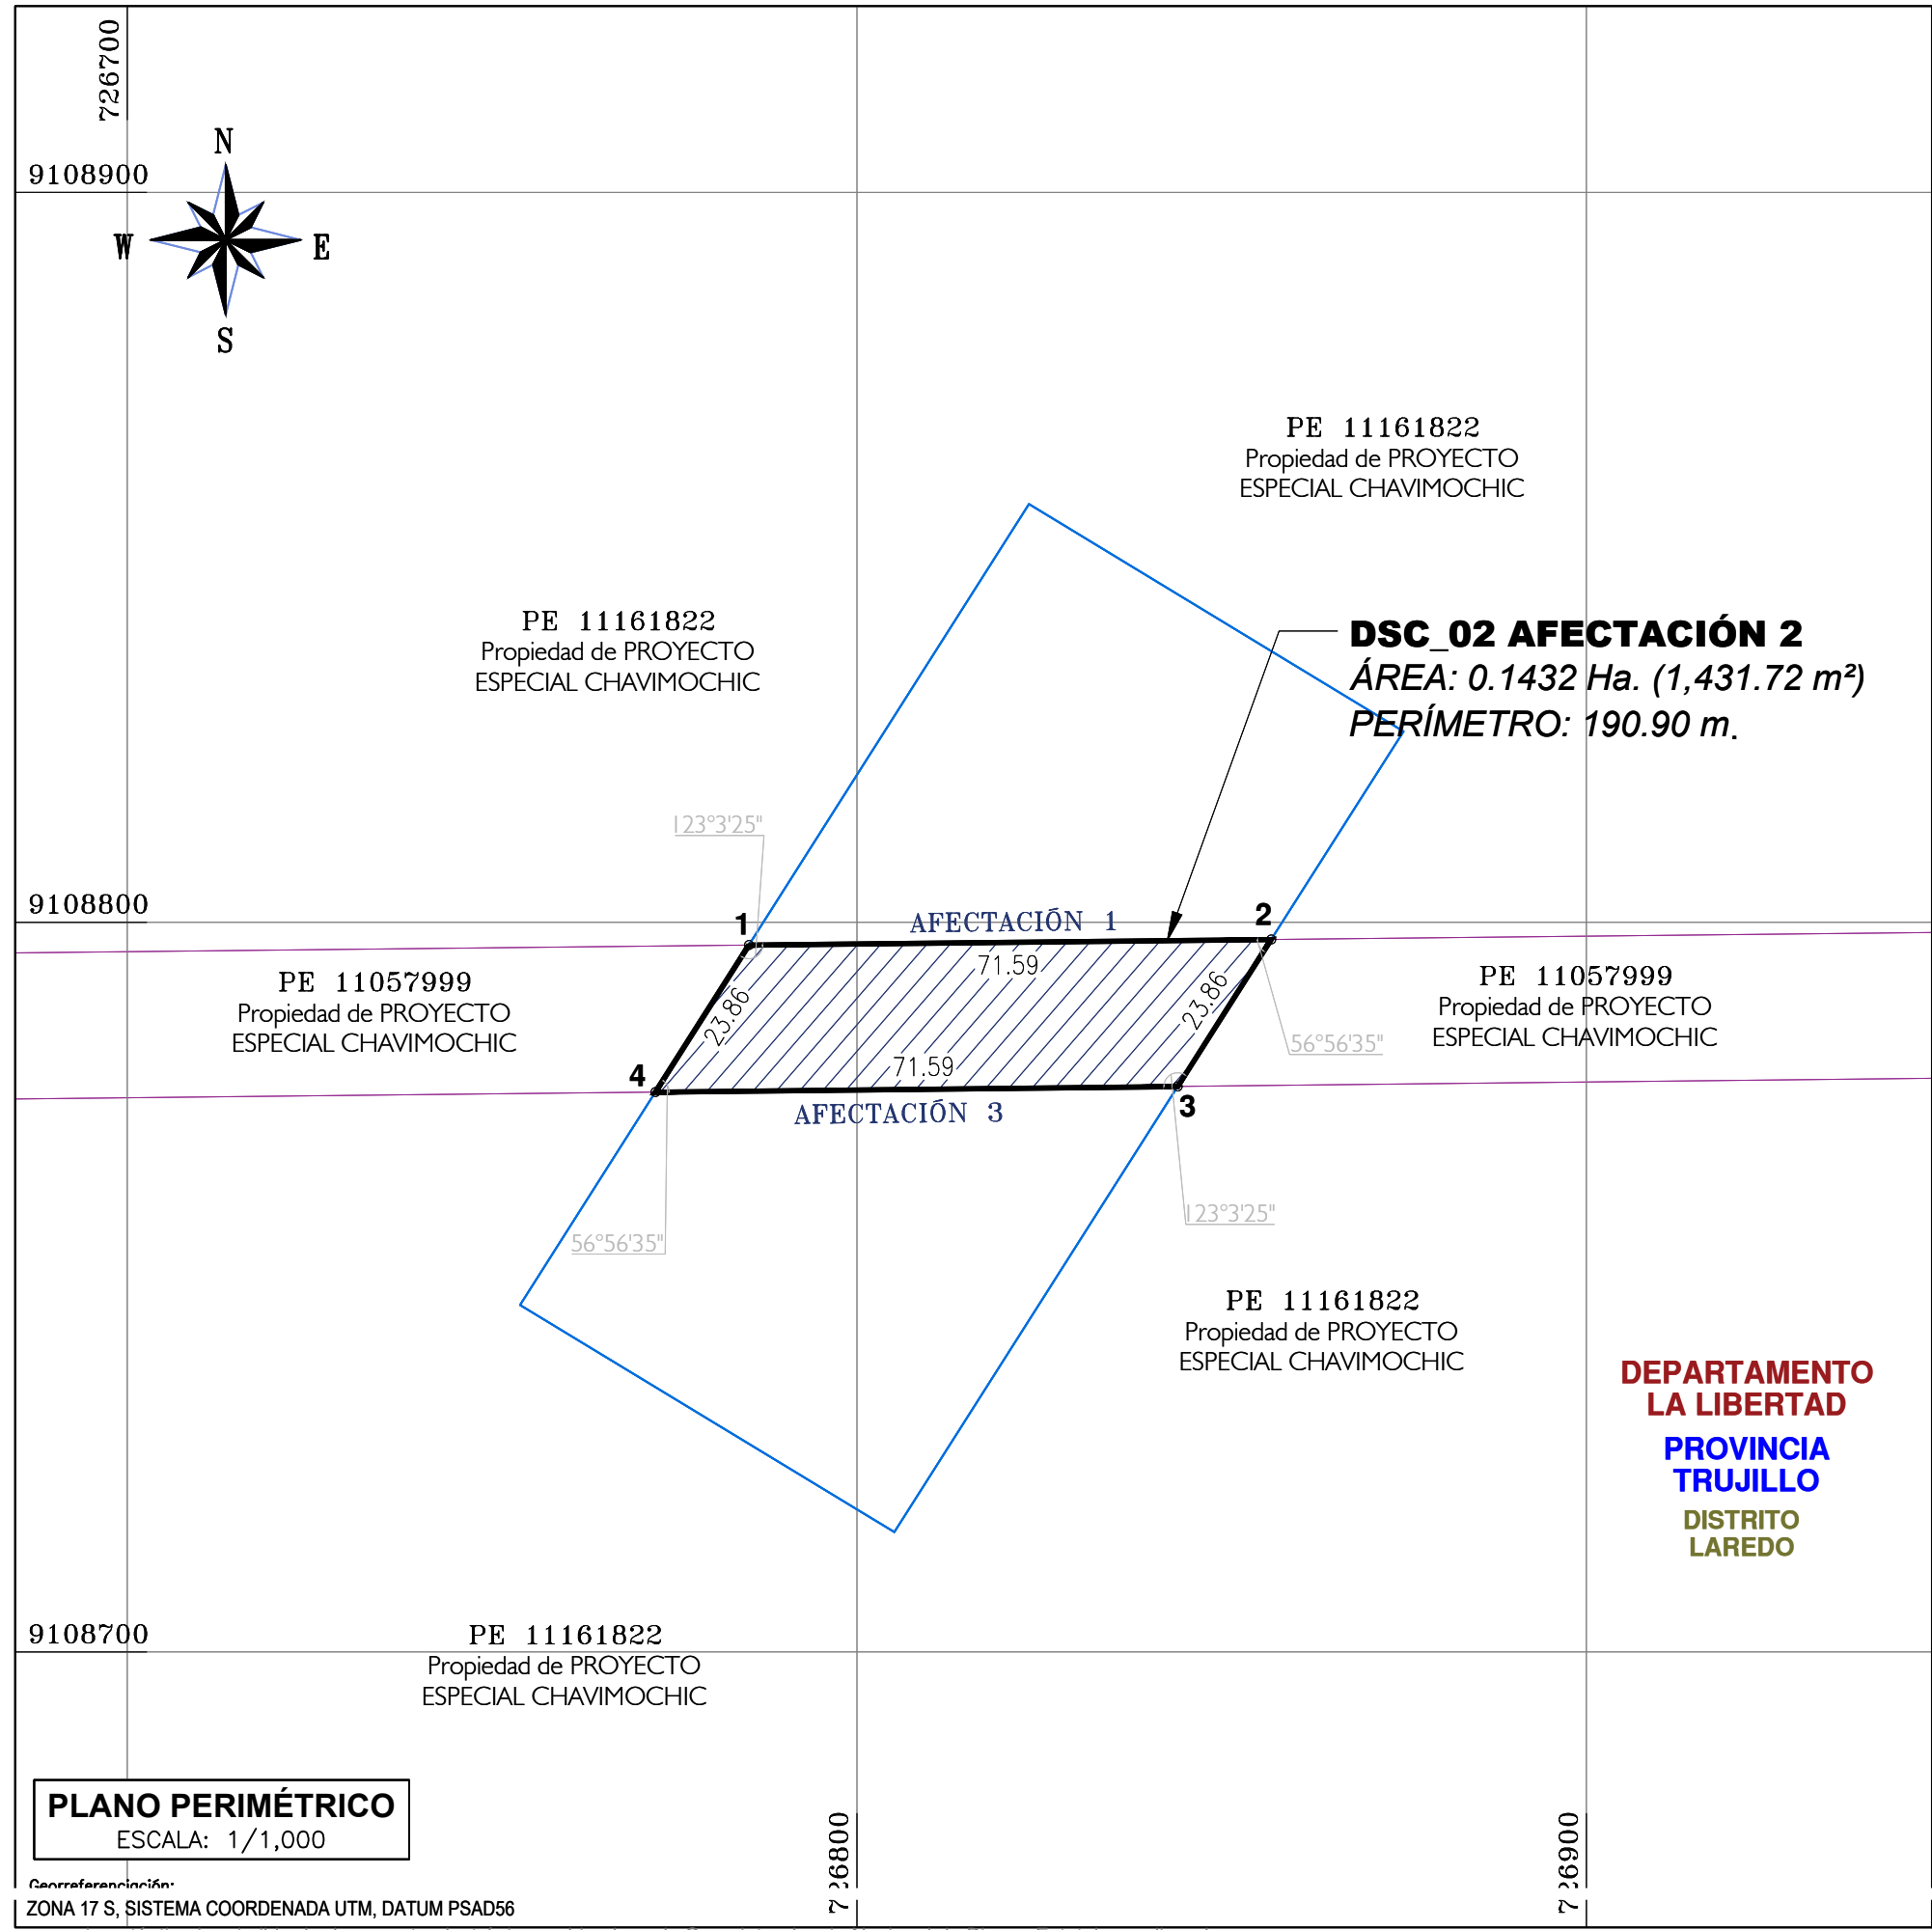 726700
9108900
N
W
E
S
PE 11161822
Propiedad de PROYECTO
ESPECIAL CHAVIMOCHIC
PE 11161822
Propiedad de PROYECTO
ESPECIAL CHAVIMOCHIC
DSC_02 AFECTACIÓN 2
ÁREA: 0.1432 Ha. (1,431.72 m²)
PERÍMETRO: 190.90 m.
123°3'25"
9108800
1
AFECTACIÓN 1
2
71.59
PE 11057999
Propiedad de PROYECTO
ESPECIAL CHAVIMOCHIC
23.86
23.86
PE 11057999
Propiedad de PROYECTO
ESPECIAL CHAVIMOCHIC
56°56'35"
71.59
4
3
AFECTACIÓN 3
123°3'25"
56°56'35"
PE 11161822
Propiedad de PROYECTO
ESPECIAL CHAVIMOCHIC
DEPARTAMENTO
LA LIBERTAD
PROVINCIA
TRUJILLO
DISTRITO
LAREDO
9108700
PE 11161822
Propiedad de PROYECTO
ESPECIAL CHAVIMOCHIC
PLANO PERIMÉTRICO
ESCALA: 1/1,000
726800
726900
Georreferenciación:
ZONA 17 S, SISTEMA COORDENADA UTM, DATUM PSAD56